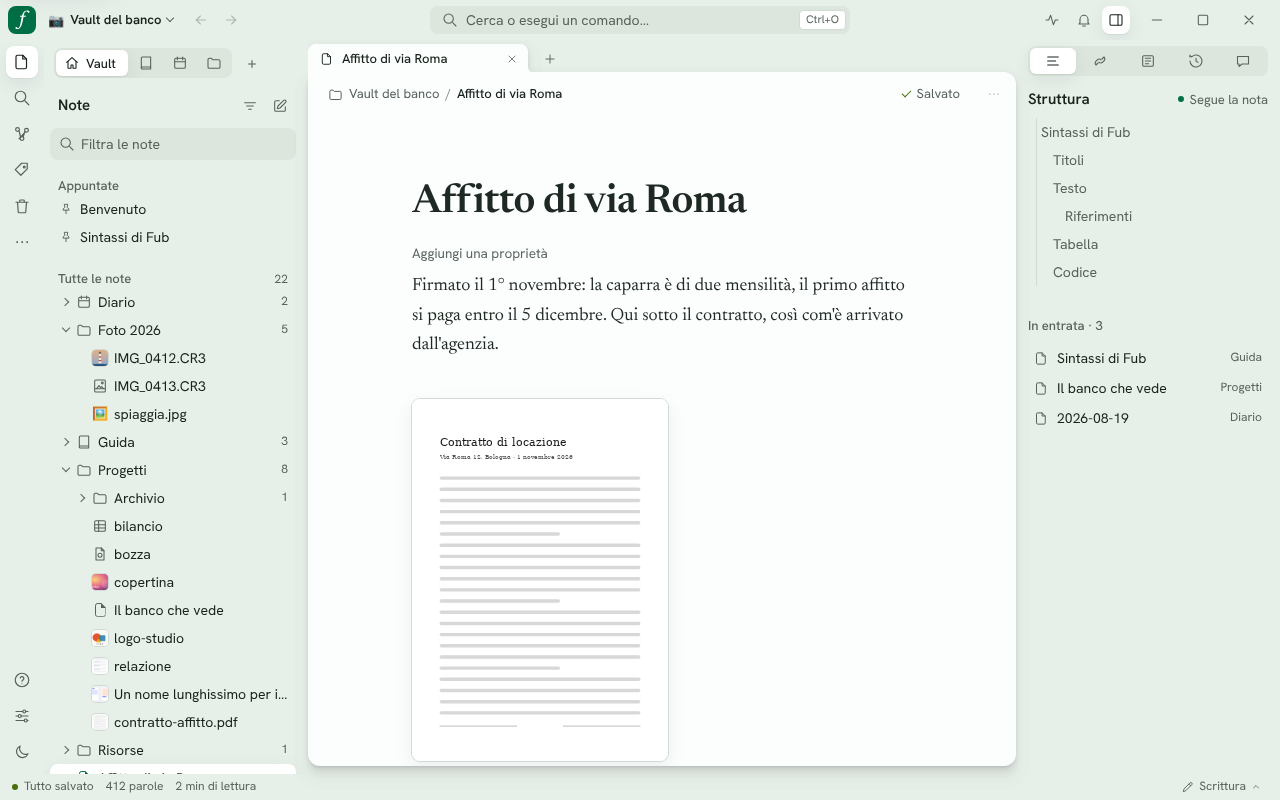 Vault del banco
Cerca o esegui un comando…
Ctrl+O
Vault
Note
Filtra le note
Appuntate
Benvenuto
Sintassi di Fub
Tutte le note 22
Diario 2
Foto 2026 5
IMG_0412.CR3
IMG_0413.CR3
spiaggia.jpg
Guida 3
Progetti 8
Archivio 1
bilancio
bozza
copertina
Il banco che vede
logo-studio
relazione
Un nome lunghissimo per i…
contratto-affitto.pdf
Risorse 1
Tutto salvato 412 parole 2 min di lettura
Affitto di via Roma
Vault del banco / Affitto di via Roma
Salvato
Affitto di via Roma
Aggiungi una proprietà
Firmato il 1° novembre: la caparra è di due mensilità, il primo affitto
si paga entro il 5 dicembre. Qui sotto il contratto, così com'è arrivato
dall'agenzia.
Contratto di locazione
Via Roma 12, Bologna · 1 novembre 2026
Struttura
Segue la nota
Sintassi di Fub
Titoli
Testo
Riferimenti
Tabella
Codice
In entrata · 3
Sintassi di Fub Guida
Il banco che vede Progetti
2026-08-19 Diario
Scrittura